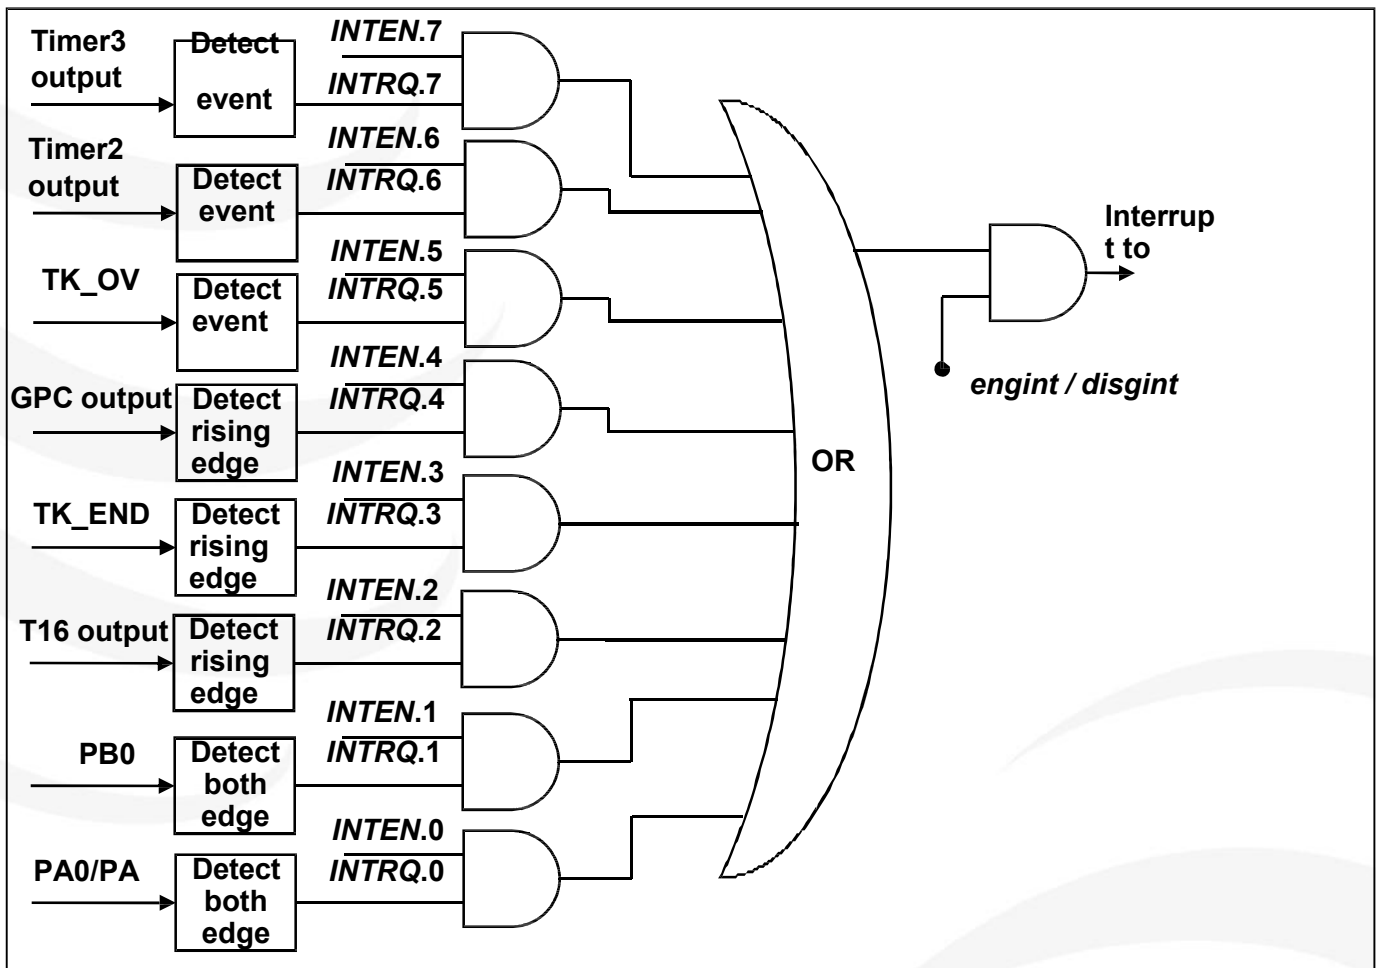 Timer3
output
Detect
event
INTEN.7
INTRQ.7
Timer2
output
Detect
event
INTEN.6
INTRQ.6
TK_OV
Detect
event
INTEN.5
INTRQ.5
GPC output
Detect
rising
edge
INTEN.4
INTRQ.4
TK_END
Detect
rising
edge
INTEN.3
INTRQ.3
T16 output
Detect
rising
edge
INTEN.2
INTRQ.2
PB0
Detect
both
edge
INTEN.1
INTRQ.1
PA0/PA
Detect
both
edge
INTEN.0
INTRQ.0
OR
Interrup
t to
engint / disgint